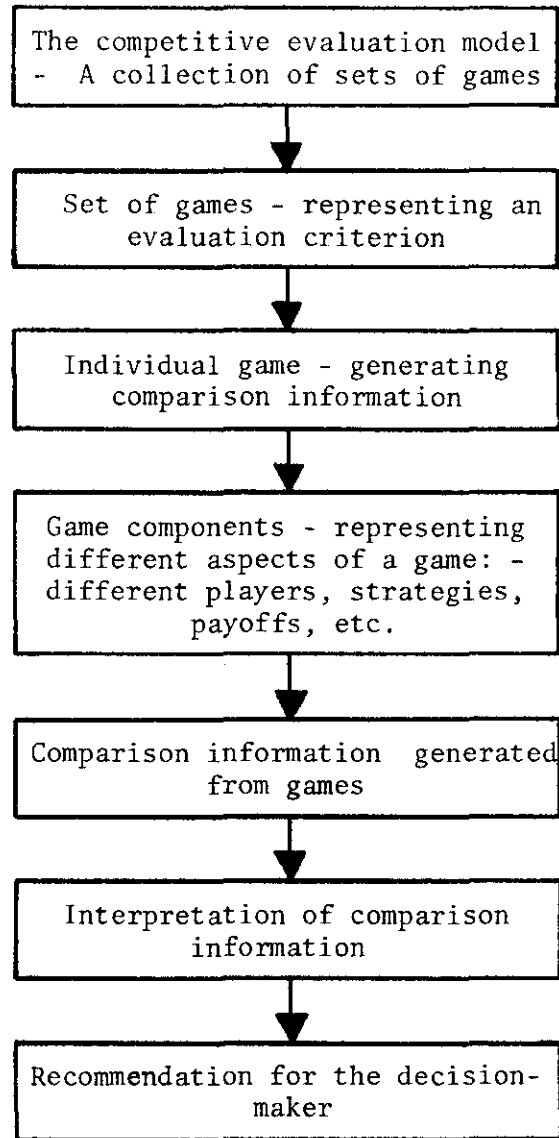 The competitive evaluation model
- A collection of sets of games
Set of games - representing an
evaluation criterion
Individual game - generating
comparison information
Game components - representing
different aspects of a game: -
different players, strategies,
payoffs, etc.
Comparison information generated
from games
Interpretation of comparison
information
Recommendation for the decision-
maker